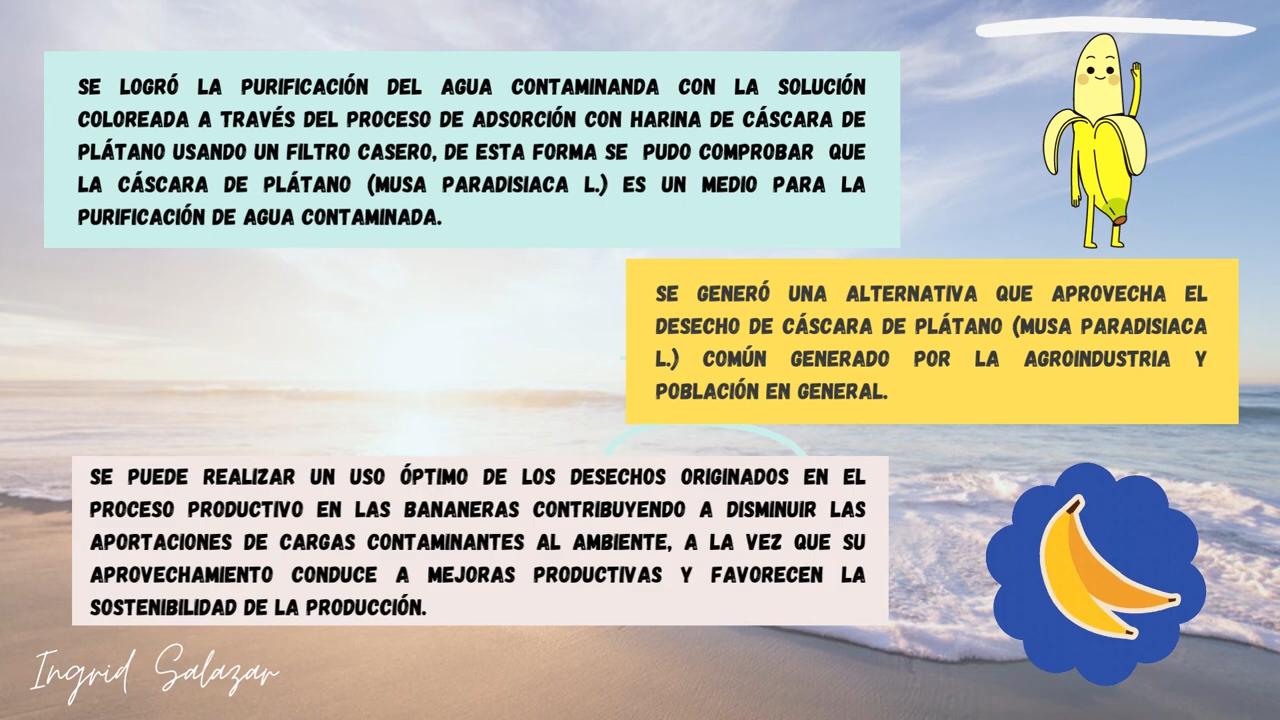 SE LOGRÓ LA PURIFICACIÓN DEL AGUA CONTAMINANDA CON LA SOLUCIÓN
COLOREADA A TRAVÉS DEL PROCESO DE ADSORCIÓN CON HARINA DE CÁSCARA DE
PLÁTANO USANDO UN FILTRO CASERO, DE ESTA FORMA SE PUDO COMPROBAR QUE
LA CÁSCARA DE PLÁTANO (MUSA PARADISIACA L.) ES UN MEDIO PARA LA
PURIFICACIÓN DE AGUA CONTAMINADA.
SE GENERÓ UNA ALTERNATIVA QUE APROVECHA EL
DESECHO DE CÁSCARA DE PLÁTANO (MUSA PARADISIACA
L.) COMÚN GENERADO POR LA AGROINDUSTRIA Y
POBLACIÓN EN GENERAL.
SE PUEDE REALIZAR UN USO ÓPTIMO DE LOS DESECHOS ORIGINADOS EN EL
PROCESO PRODUCTIVO EN LAS BANANERAS CONTRIBUYENDO A DISMINUIR LAS
APORTACIONES DE CARGAS CONTAMINANTES AL AMBIENTE, A LA VEZ QUE SU
APROVECHAMIENTO CONDUCE A MEJORAS PRODUCTIVAS Y FAVORECEN LA
SOSTENIBILIDAD DE LA PRODUCCIÓN.
Ingrid Salazar